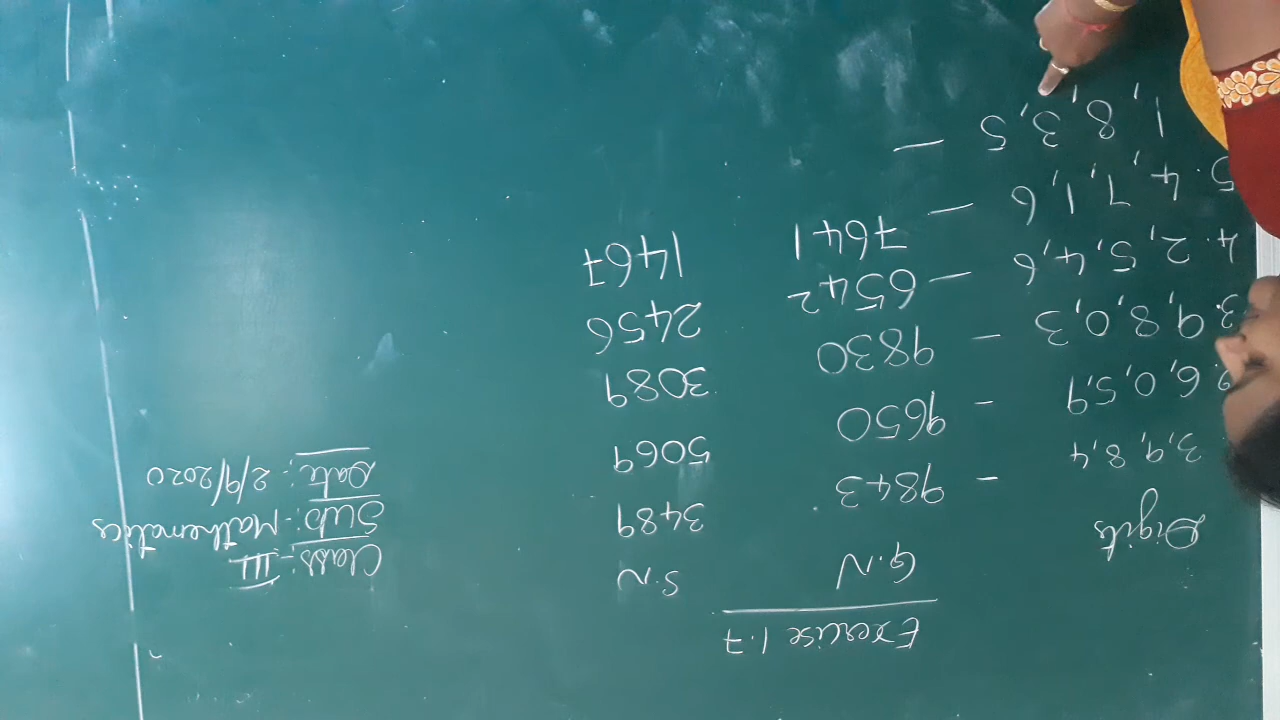 Exercise 1.7
Class:- III
Sub:- Mathematics
Date:- 2/9/2020
Digits G.N S.N
3,9,8,4 - 9843 3489
2. 6,0,5,9 - 9650 5069
3. 9,8,0,3 - 9830 3089
4. 2,5,4,6 - 6542 2456
5. 4,7,1,6 - 7641 1467
1,8,3,5 -